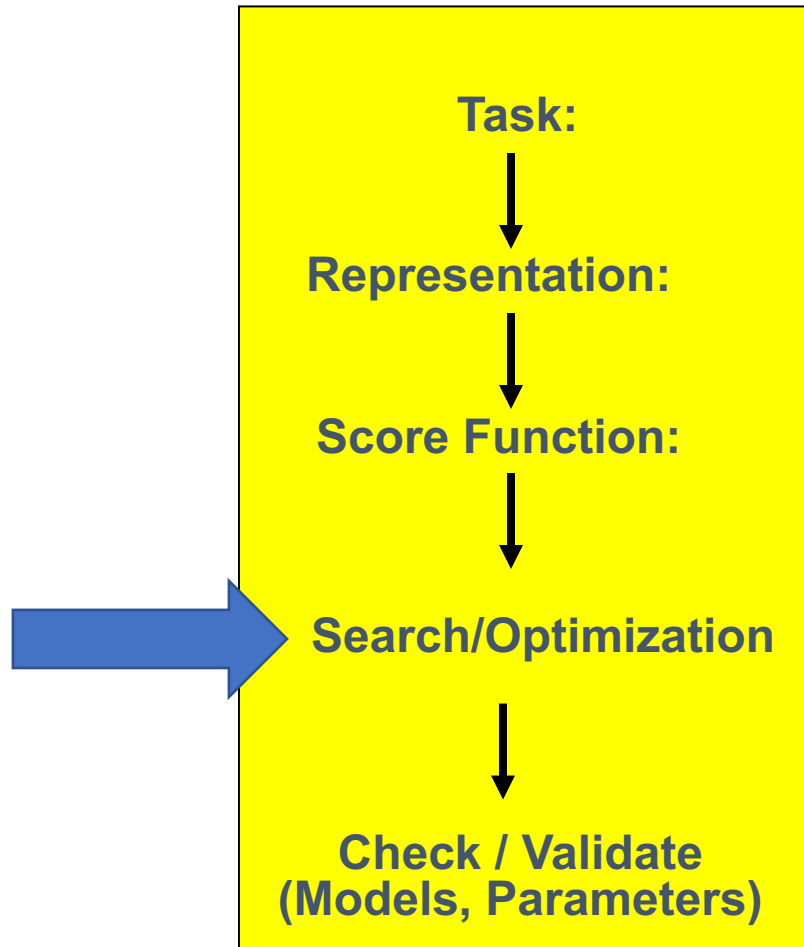 Task:
Representation:
Score Function:
Search/Optimization
Check / Validate
(Models, Parameters)